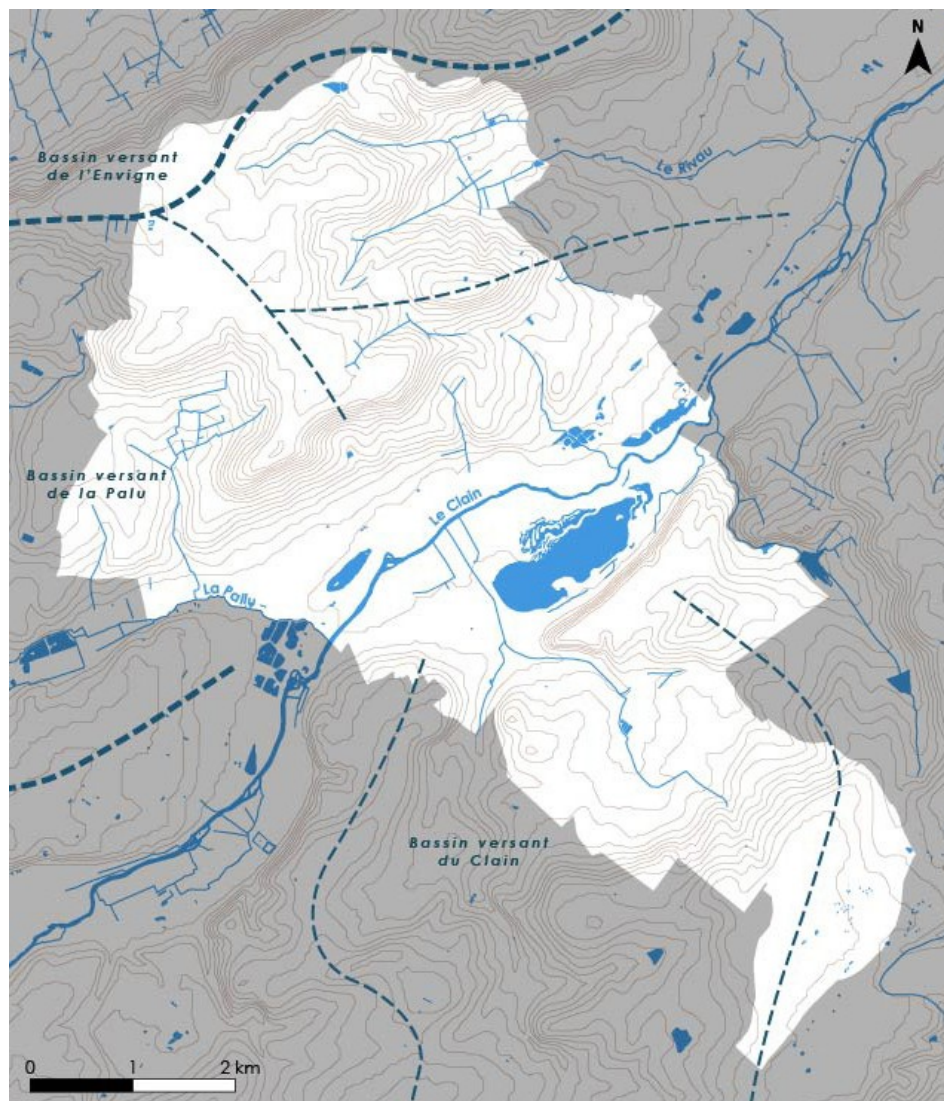 N
Bassin versant
de l'Envigne
Le Rivau
Bassin versant
de la Palu
Le Clain
La Pallu
Bassin versant
du Clain
0 1 2 km